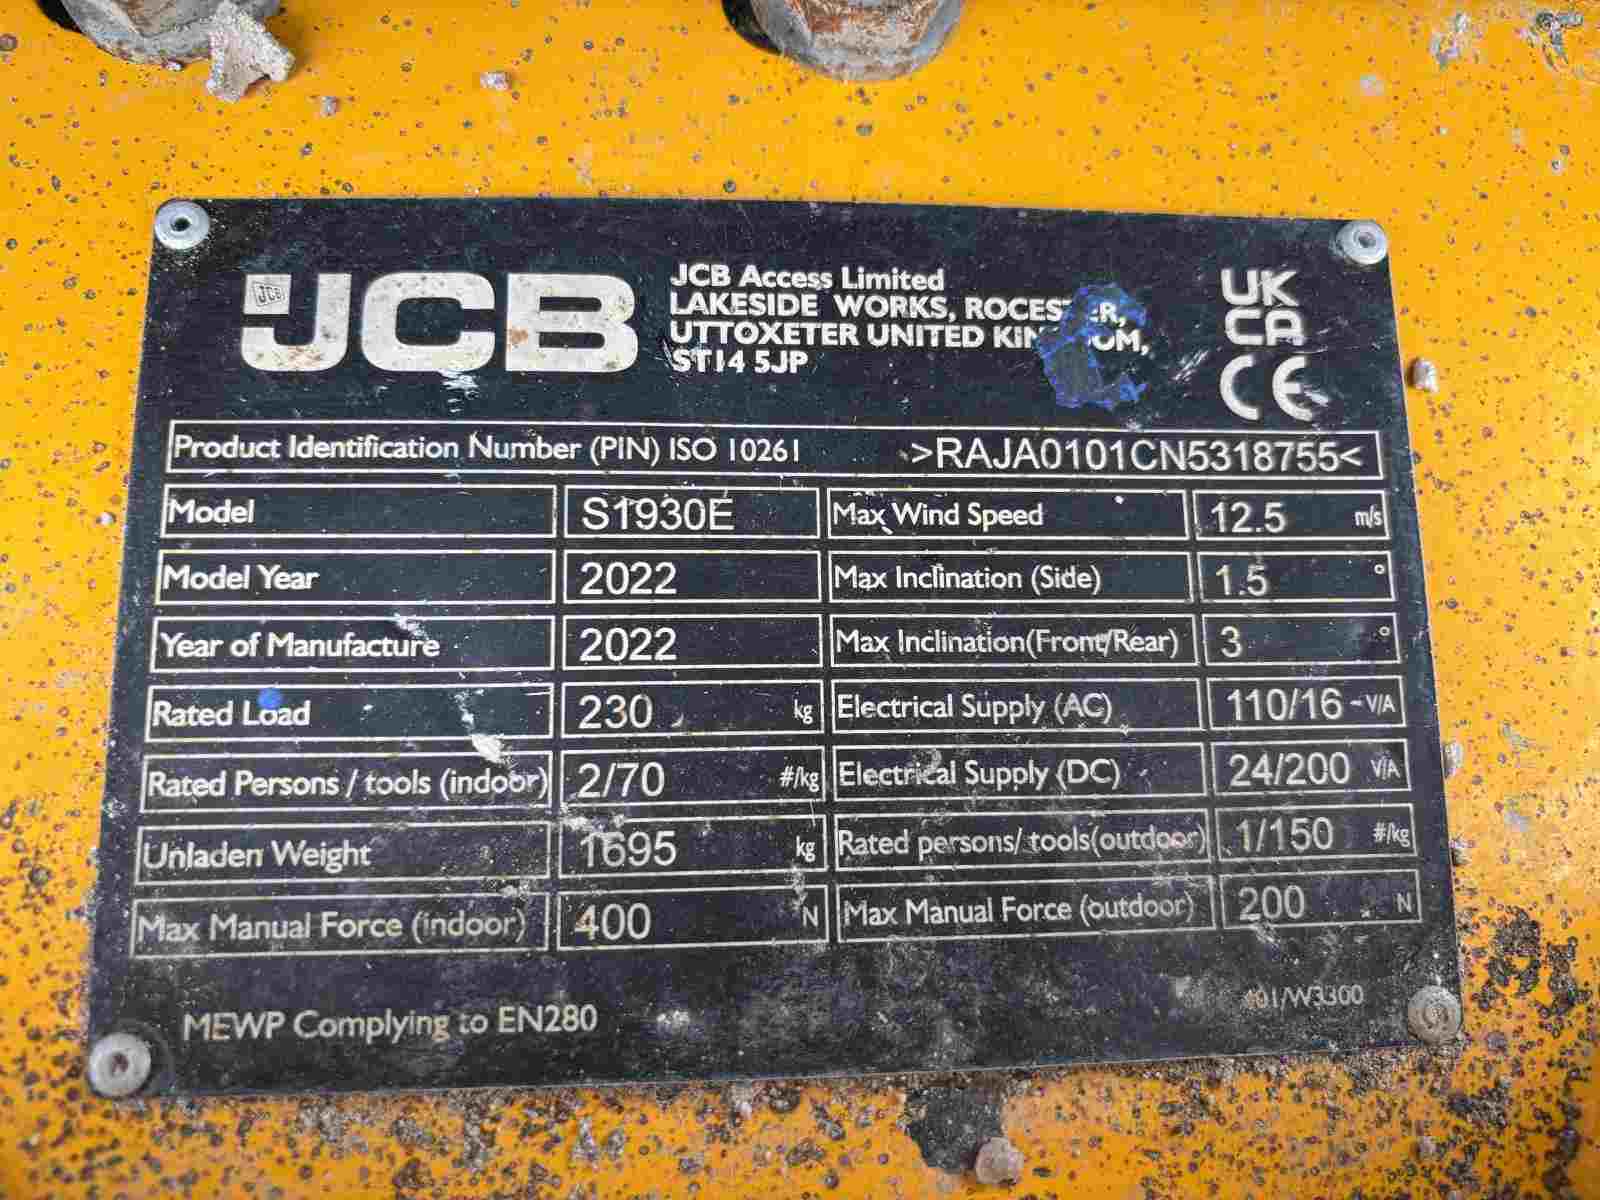 JCB
JCB
JCB Access Limited
LAKESIDE WORKS, ROCESTER,
UTTOXETER UNITED KINGDOM,
ST14 5JP
UK
CA
CE
Product Identification Number (PIN) ISO 10261 >RAJA0101CN5318755<
Model S1930E Max Wind Speed 12.5 m/s
Model Year 2022 Max Inclination (Side) 1.5 °
Year of Manufacture 2022 Max Inclination(Front/Rear) 3 °
Rated Load 230 kg Electrical Supply (AC) 110/16 ~ V/A
Rated Persons / tools (indoor) 2/70 #/kg Electrical Supply (DC) 24/200 V/A
Unladen Weight 1695 kg Rated persons/ tools(outdoor) 1/150 #/kg
Max Manual Force (indoor) 400 N Max Manual Force (outdoor) 200 N
MEWP Complying to EN280